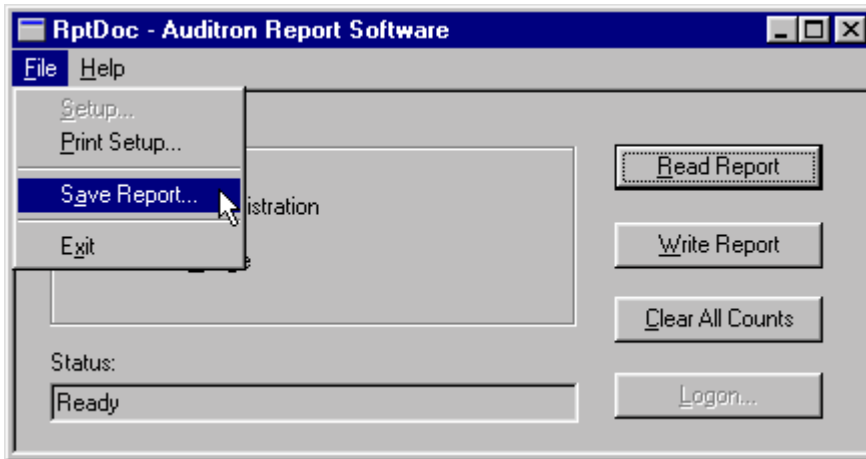 RptDoc - Auditron Report Software
File Help
Setup...
Print Setup...
Save Report...
Exit
istration
e
Read Report
Write Report
Clear All Counts
Logon...
Status:
Ready